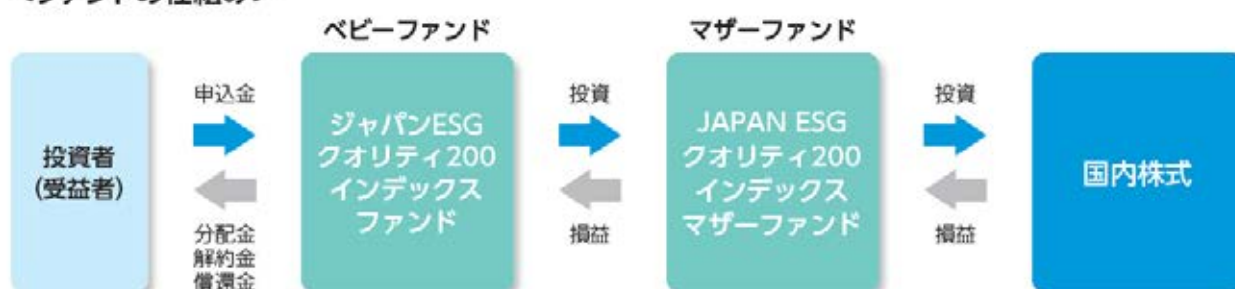 ベビーファンド
マザーファンド
投資者
(受益者)
申込金
分配金
解約金
償還金
ジャパンESG
クオリティ200
インデックス
ファンド
投資
損益
JAPAN ESG
クオリティ200
インデックス
マザーファンド
投資
損益
国内株式